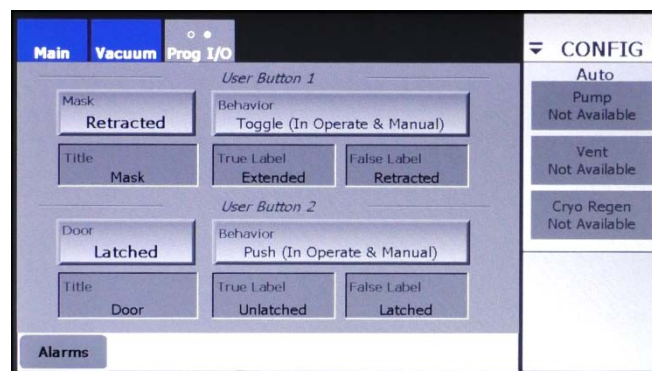 Main Vacuum Prog I/O
CONFIG
User Button 1
Mask
Retracted
Behavior
Toggle (In Operate & Manual)
Title
Mask
True Label
Extended
False Label
Retracted
User Button 2
Door
Latched
Behavior
Push (In Operate & Manual)
Title
Door
True Label
Unlatched
False Label
Latched
Alarms
Auto
Pump
Not Available
Vent
Not Available
Cryo Regen
Not Available